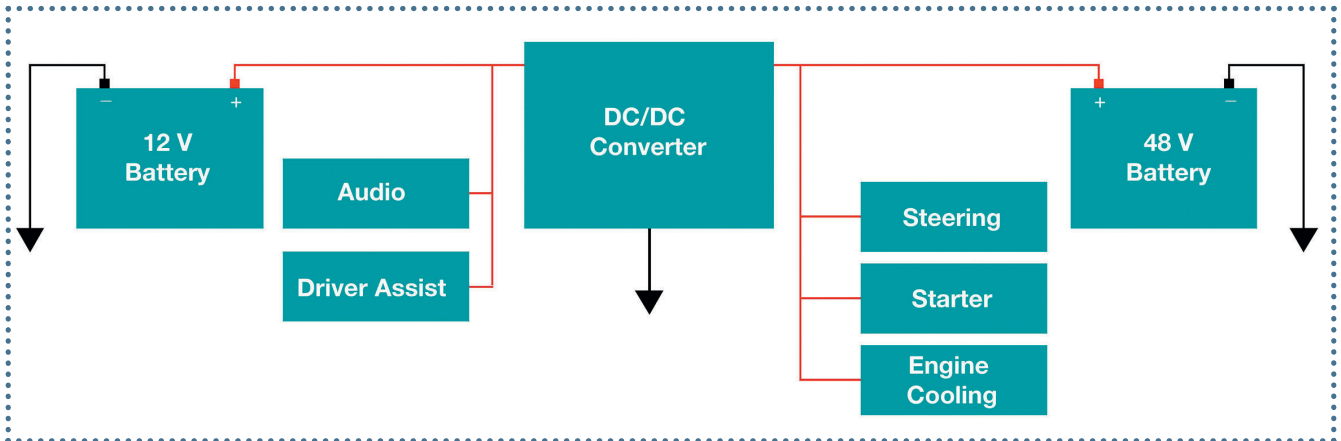 − +
12 V
Battery
Audio
Driver Assist
DC/DC
Converter
+ −
48 V
Battery
Steering
Starter
Engine
Cooling